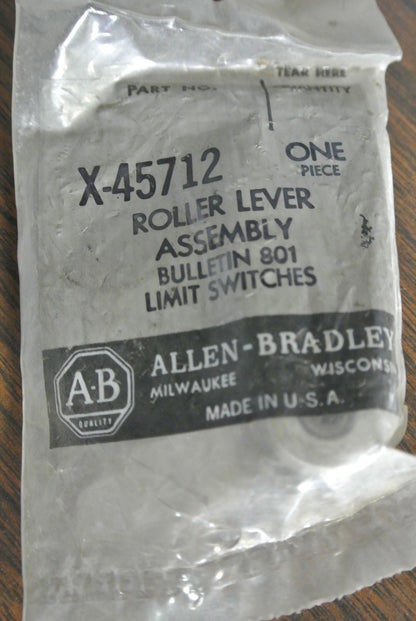 TEAR HERE
PART NO. QUANTITY
X-45712 ONE
PIECE
ROLLER LEVER
ASSEMBLY
BULLETIN 801
LIMIT SWITCHES
A-B
QUALITY
ALLEN-BRADLEY
MILWAUKEE WISCONSIN
MADE IN U.S.A.